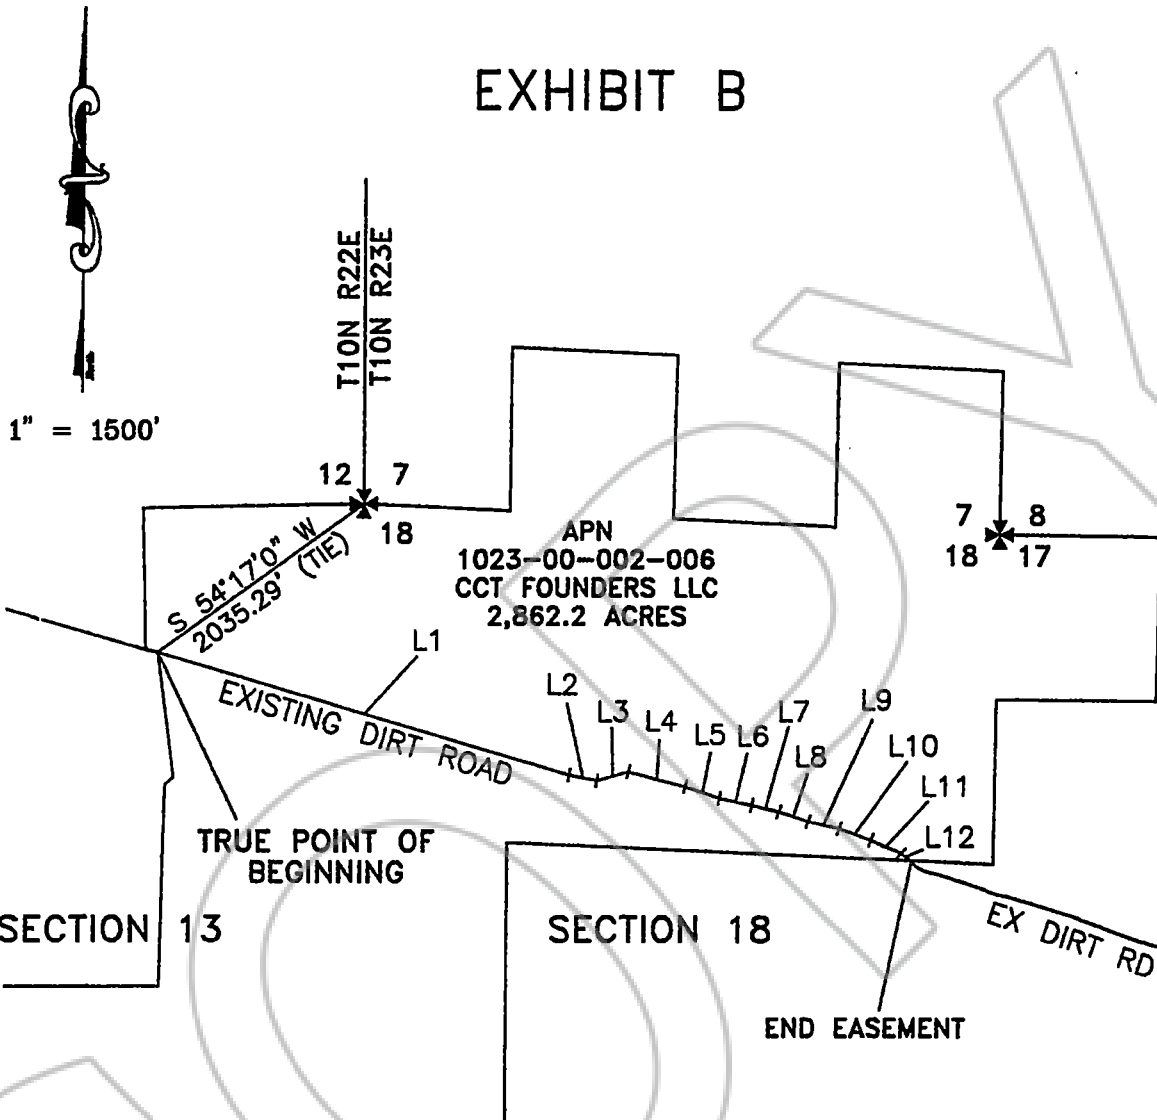 EXHIBIT B
T10N R22E
T10N R23E
1" = 1500'
12 7
18
7 8
18 17
APN
1023-00-002-006
CCT FOUNDERS LLC
2,862.2 ACRES
S 54°17'0" W
2035.29' (TIE)
L1
EXISTING DIRT ROAD
L2
L3
L4
L5
L6
L7
L8
L9
L10
L11
L12
TRUE POINT OF
BEGINNING
SECTION 13
SECTION 18
EX DIRT RD
END EASEMENT
COPY